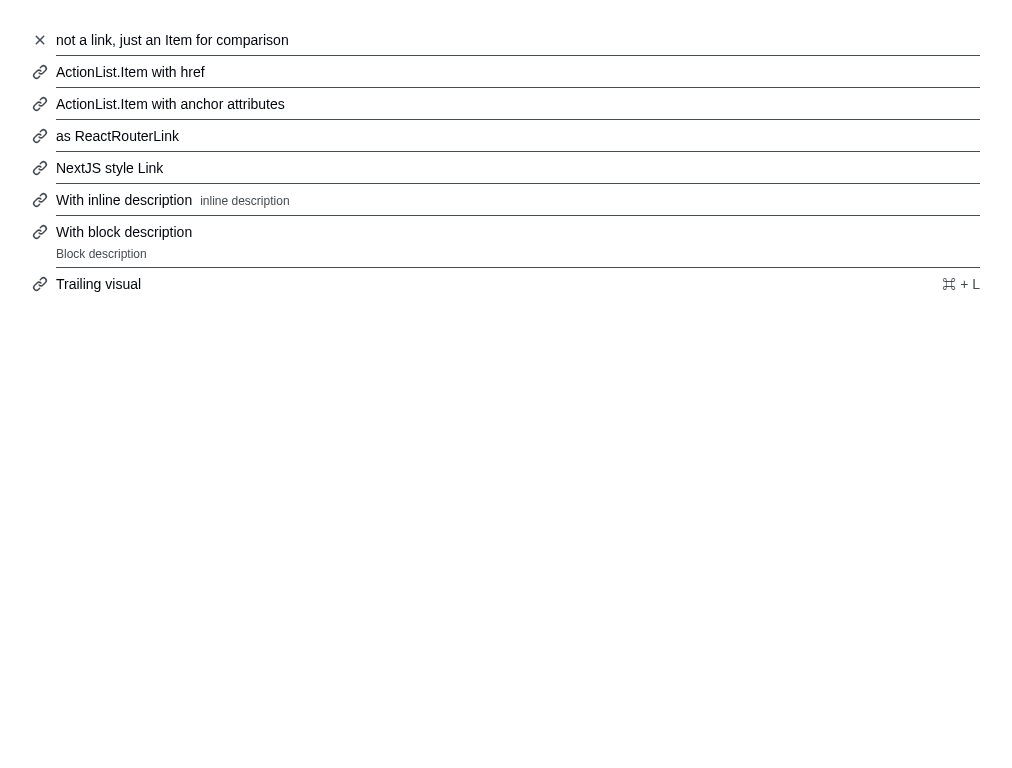 not a link, just an Item for comparison
ActionList.Item with href
ActionList.Item with anchor attributes
as ReactRouterLink
NextJS style Link
With inline description inline description
With block description
Block description
Trailing visual ⌘ + L